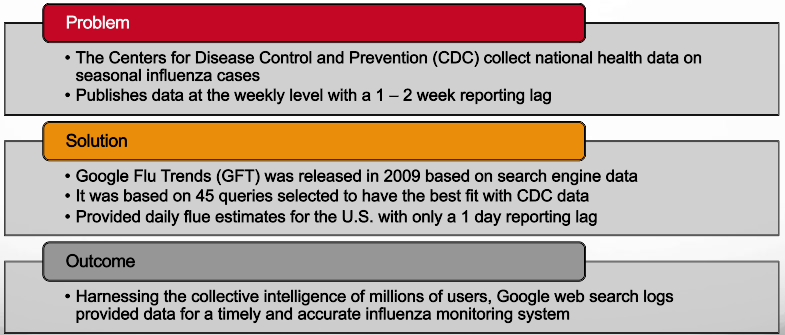 Problem
• The Centers for Disease Control and Prevention (CDC) collect national health data on
seasonal influenza cases
• Publishes data at the weekly level with a 1 – 2 week reporting lag
Solution
• Google Flu Trends (GFT) was released in 2009 based on search engine data
• It was based on 45 queries selected to have the best fit with CDC data
• Provided daily flue estimates for the U.S. with only a 1 day reporting lag
Outcome
• Harnessing the collective intelligence of millions of users, Google web search logs
provided data for a timely and accurate influenza monitoring system